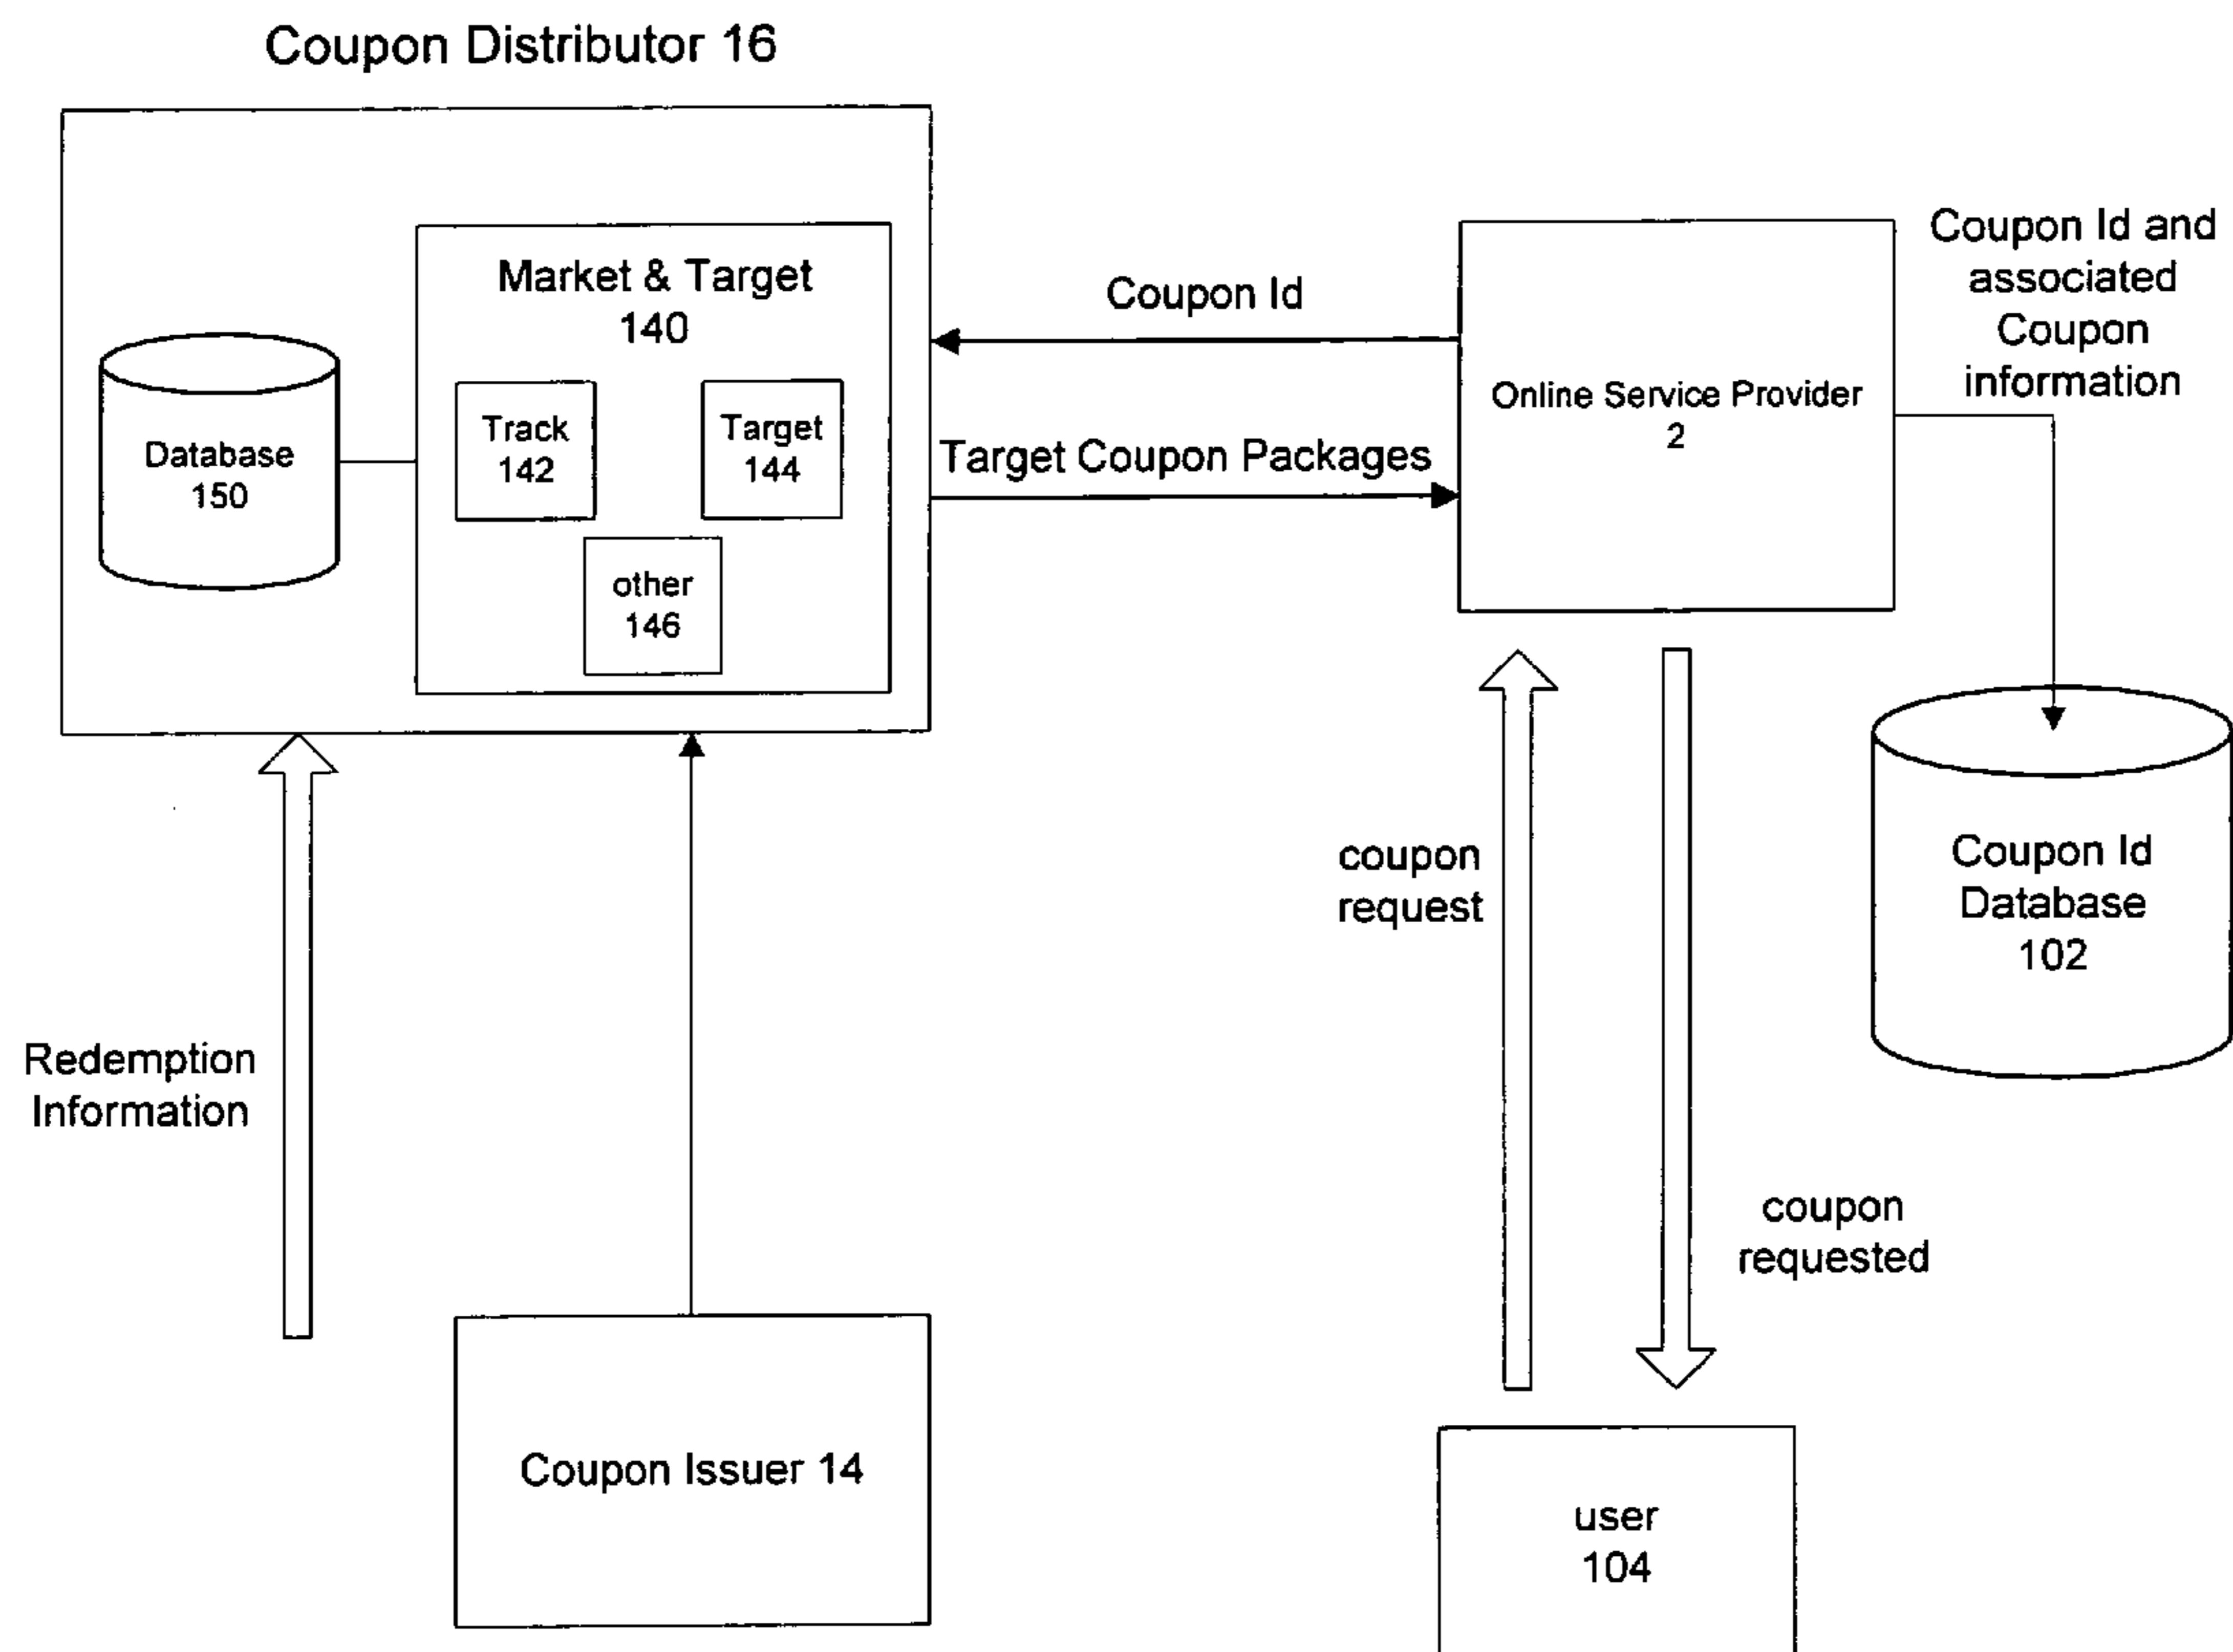 Coupon Distributor 16
Market & Target
140
Track
142
Target
144
other
146
Database
150
Coupon Id
Target Coupon Packages
Online Service Provider
2
Coupon Id and
associated
Coupon
information
coupon
request
Coupon Id
Database
102
Redemption
Information
coupon
requested
Coupon Issuer 14
user
104